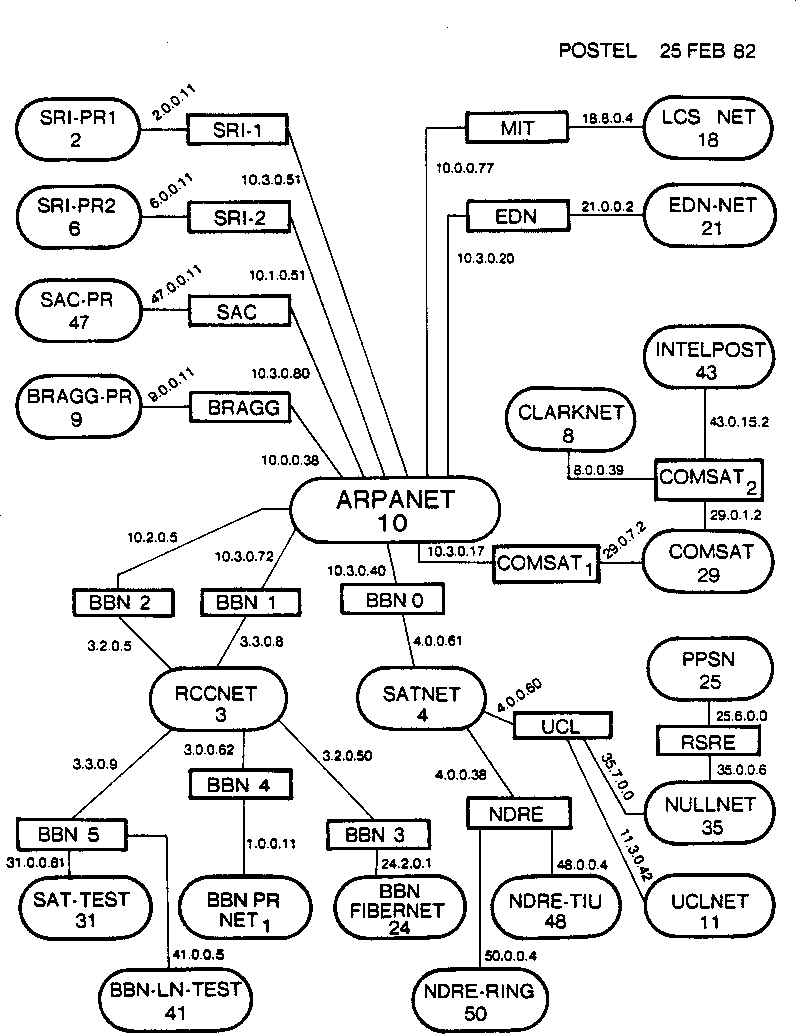 POSTEL 25 FEB 82
SRI-PR1
2
2.0.0.11
SRI-1
10.3.0.51
MIT
18.8.0.4
10.0.0.77
LCS NET
18
SRI-PR2
6
6.0.0.11
SRI-2
10.1.0.51
EDN
21.0.0.2
10.3.0.20
EDN-NET
21
SAC-PR
47
47.0.0.11
SAC
10.3.0.80
INTELPOST
43
43.0.15.2
BRAGG-PR
9
9.0.0.11
BRAGG
10.0.0.38
CLARKNET
8
8.0.0.39
COMSAT 2
29.0.1.2
ARPANET
10
10.3.0.17
COMSAT 1
29.0.7.2
COMSAT
29
10.2.0.5
10.3.0.72
10.3.0.40
BBN 2
BBN 1
BBN 0
3.2.0.5
3.3.0.8
4.0.0.61
RCCNET
3
SATNET
4
4.0.0.60
UCL
PPSN
25
25.6.0.0
RSRE
35.0.0.6
35.7.0.0
NULLNET
35
3.3.0.9
3.0.0.62
3.2.0.50
4.0.0.38
11.3.0.42
BBN 5
BBN 4
BBN 3
NDRE
31.0.0.61
1.0.0.11
24.2.0.1
48.0.0.4
SAT-TEST
31
BBN PR
NET 1
BBN
FIBERNET
24
NDRE-TIU
48
UCLNET
11
41.0.0.5
50.0.0.4
BBN-LN-TEST
41
NDRE-RING
50